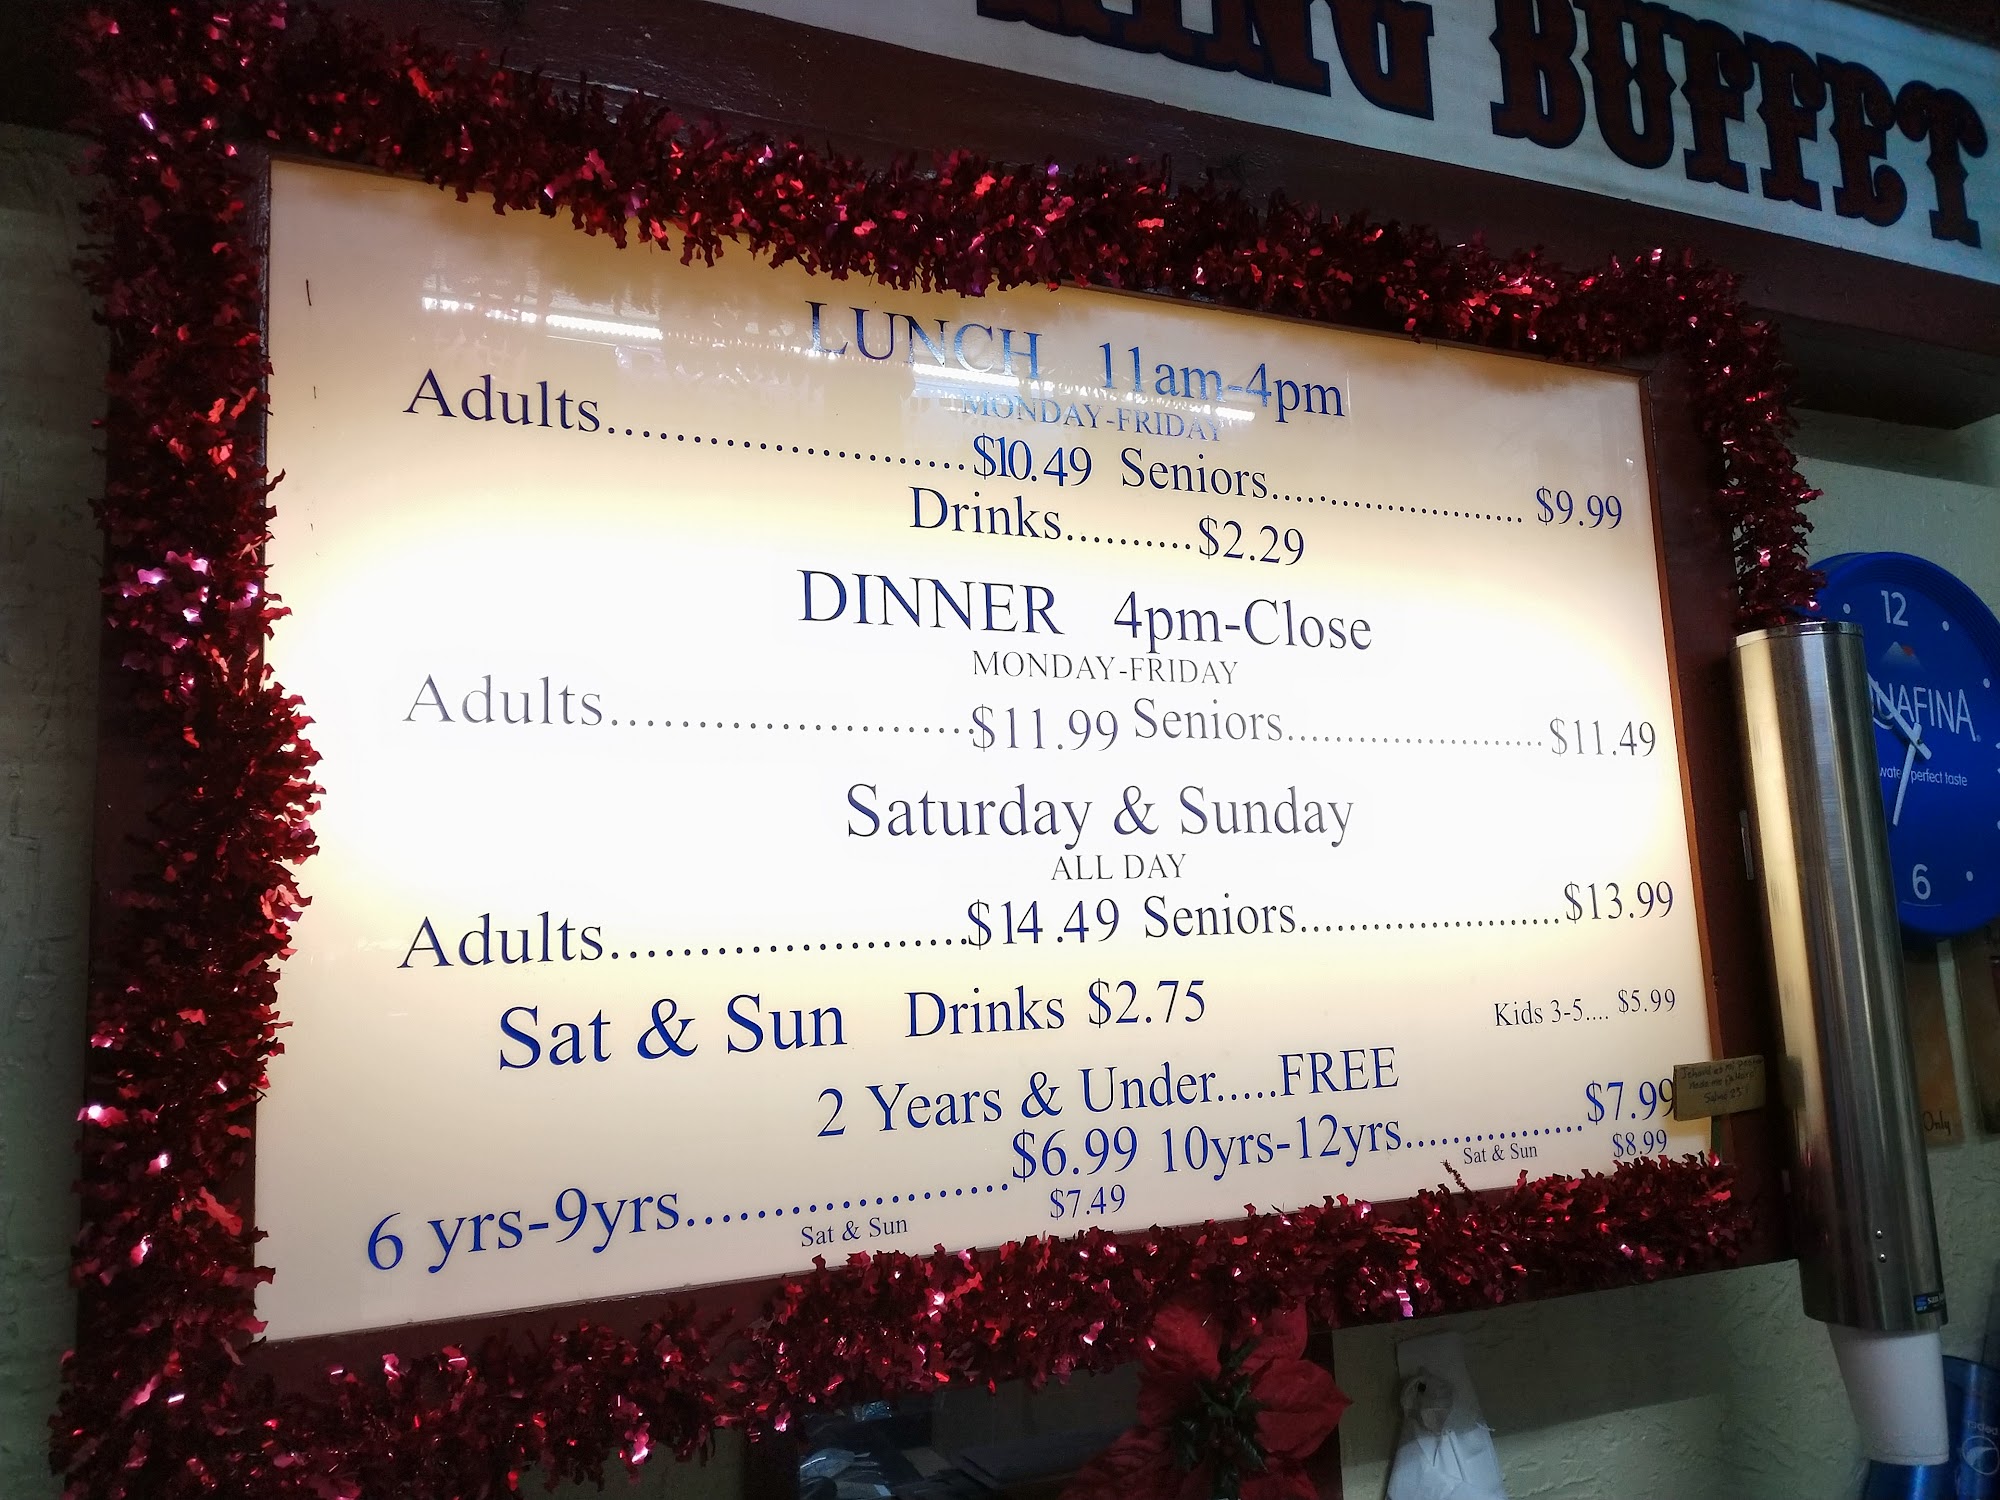 BUFFET
LUNCH 11am-4pm
MONDAY-FRIDAY
Adults........................$10.49 Seniors........................ $9.99
Drinks..........$2.29
DINNER 4pm-Close
MONDAY-FRIDAY
Adults........................$11.99 Seniors........................$11.49
Saturday & Sunday
ALL DAY
Adults........................$14.49 Seniors........................$13.99
Sat & Sun Drinks $2.75
Kids 3-5.... $5.99
2 Years & Under.....FREE
6 yrs-9yrs....................$6.99 10yrs-12yrs................$7.99
Sat & Sun $7.49 Sat & Sun $8.99
12
perfect taste
6
Only